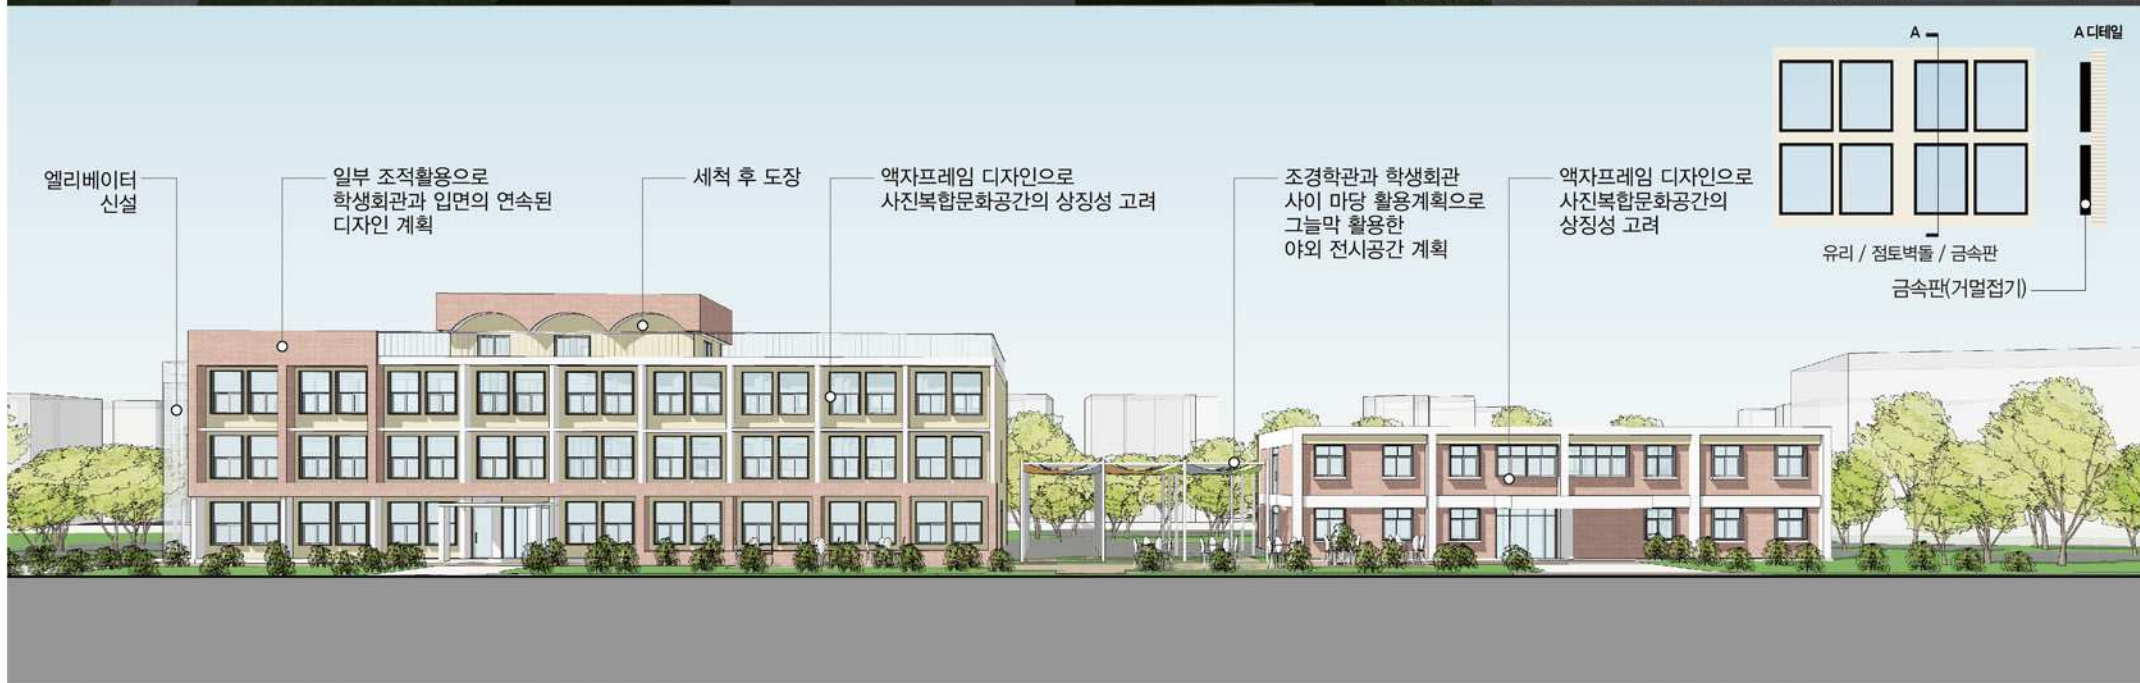 A
A 디테일
엘리베이터
신설
일부 조적활용으로
학생회관과 입면의 연속된
디자인 계획
세척 후 도장
액자프레임 디자인으로
사진복합문화공간의 상징성 고려
조경학관과 학생회관
사이 마당 활용계획으로
그늘막 활용한
야외 전시공간 계획
액자프레임 디자인으로
사진복합문화공간의
상징성 고려
유리 / 점토벽돌 / 금속판
금속판(거멀접기)